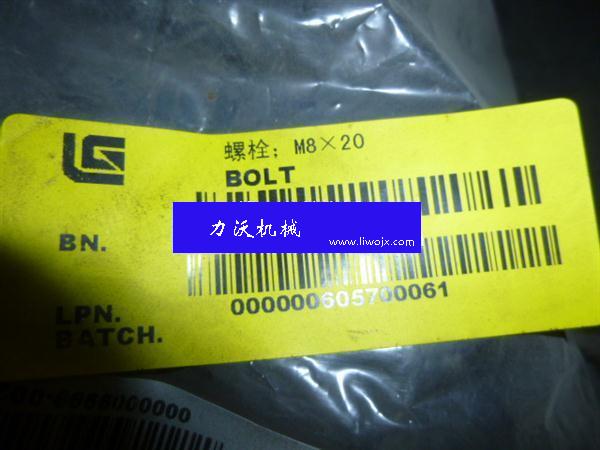 螺栓; M8×20
BOLT
BN.
力沃机械
www.liwojx.com
000000605700061
LPN.
BATCH.